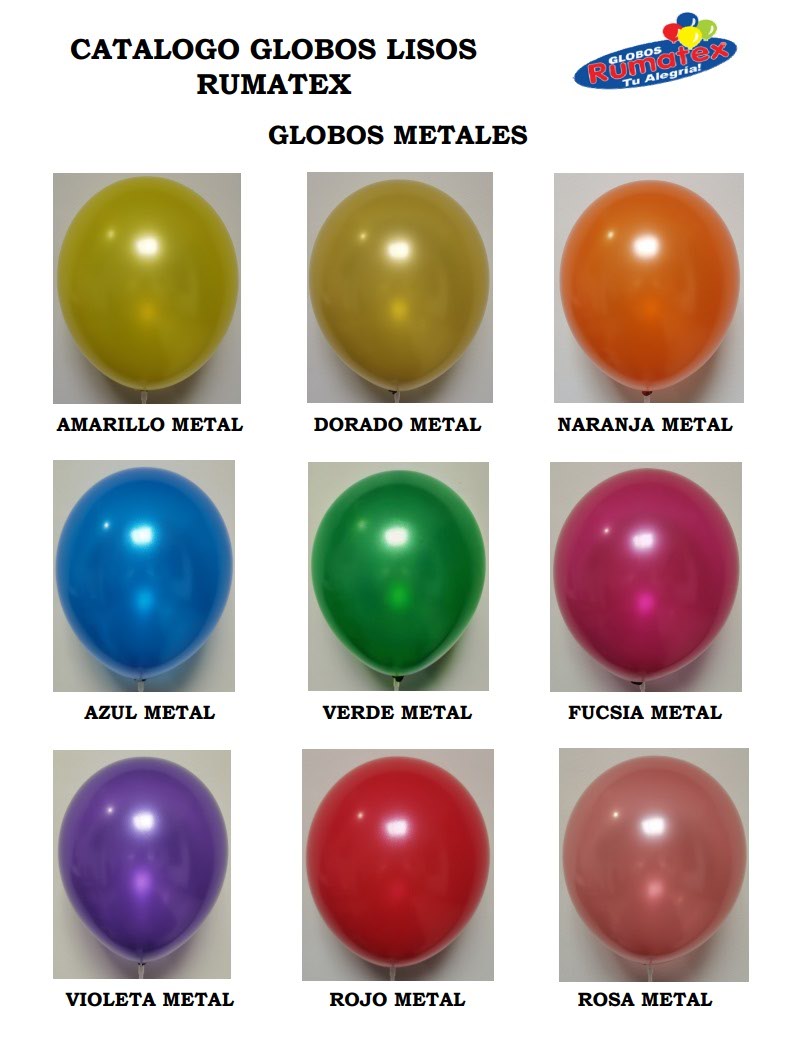 CATALOGO GLOBOS LISOS
RUMATEX
GLOBOS
Rumatex
Tu Alegría!
GLOBOS METALES
AMARILLO METAL
DORADO METAL
NARANJA METAL
AZUL METAL
VERDE METAL
FUCSIA METAL
VIOLETA METAL
ROJO METAL
ROSA METAL